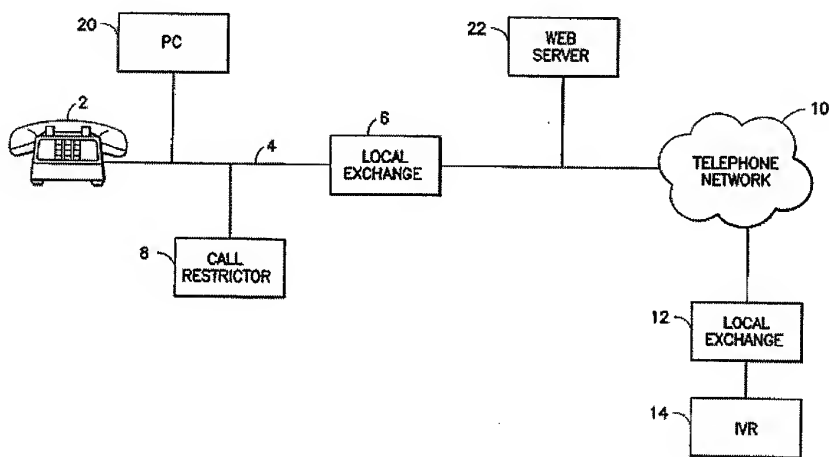 20
PC
22
WEB
SERVER
2
4
6
LOCAL
EXCHANGE
10
TELEPHONE
NETWORK
8
CALL
RESTRICTOR
12
LOCAL
EXCHANGE
14
IVR